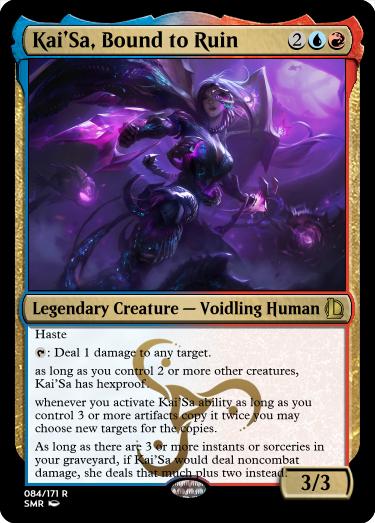 Kai'Sa, Bound to Ruin 2
Legendary Creature — Voidling Human
Haste
: Deal 1 damage to any target.
as long as you control 2 or more other creatures,
Kai'Sa has hexproof
whenever you activate Kai'Sa ability as long as you
control 3 or more artifacts copy it twice you may
choose new targets for the copies.
As long as there are 3 or more instants or sorceries in
your graveyard, if Kai'Sa would deal noncombat
damage, she deals that much plus two instead
3/3
084/171 R
SMR